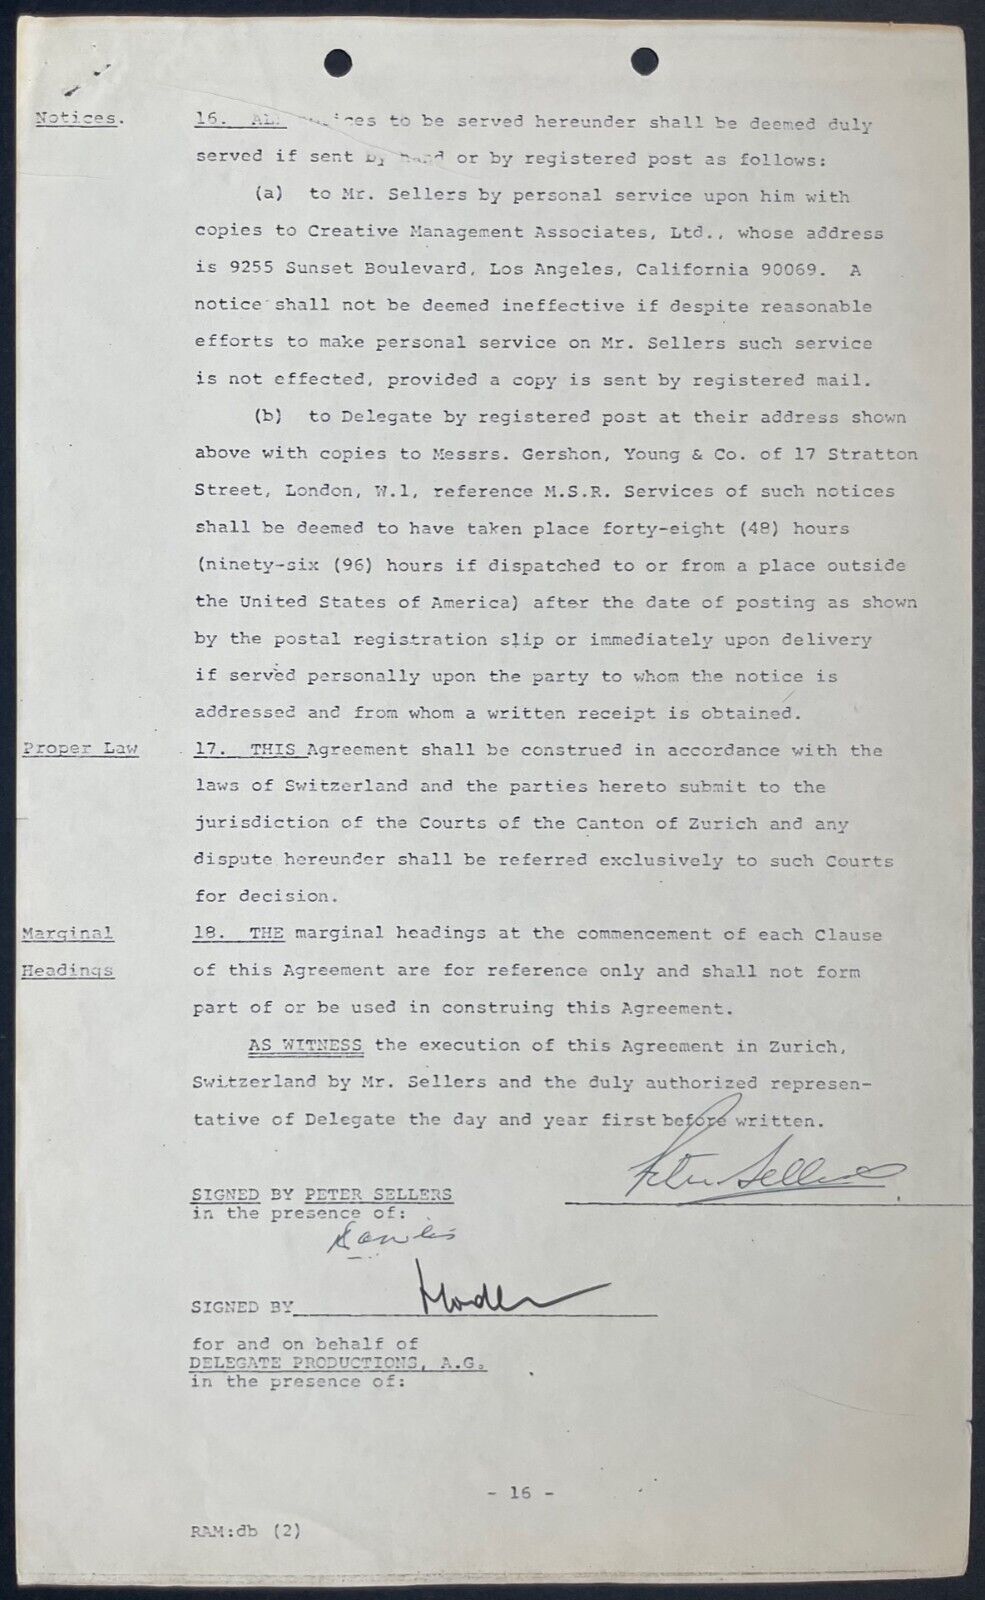 Notices. 16. ALL notices to be served hereunder shall be deemed duly
served if sent by hand or by registered post as follows:
(a) to Mr. Sellers by personal service upon him with
copies to Creative Management Associates, Ltd., whose address
is 9255 Sunset Boulevard, Los Angeles, California 90069. A
notice shall not be deemed ineffective if despite reasonable
efforts to make personal service on Mr. Sellers such service
is not effected, provided a copy is sent by registered mail.
(b) to Delegate by registered post at their address shown
above with copies to Messrs. Gershon, Young & Co. of 17 Stratton
Street, London, W.1, reference M.S.R. Services of such notices
shall be deemed to have taken place forty-eight (48) hours
(ninety-six (96) hours if dispatched to or from a place outside
the United States of America) after the date of posting as shown
by the postal registration slip or immediately upon delivery
if served personally upon the party to whom the notice is
addressed and from whom a written receipt is obtained.
Proper Law 17. THIS Agreement shall be construed in accordance with the
laws of Switzerland and the parties hereto submit to the
jurisdiction of the Courts of the Canton of Zurich and any
dispute hereunder shall be referred exclusively to such Courts
for decision.
Marginal 18. THE marginal headings at the commencement of each Clause
Headings of this Agreement are for reference only and shall not form
part of or be used in construing this Agreement.
AS WITNESS the execution of this Agreement in Zurich,
Switzerland by Mr. Sellers and the duly authorized represen-
tative of Delegate the day and year first before written.
Peter Sellers
SIGNED BY PETER SELLERS
in the presence of:
SIGNED BY
for and on behalf of
DELEGATE PRODUCTIONS, A.G.
in the presence of:
- 16 -
RAM:db (2)